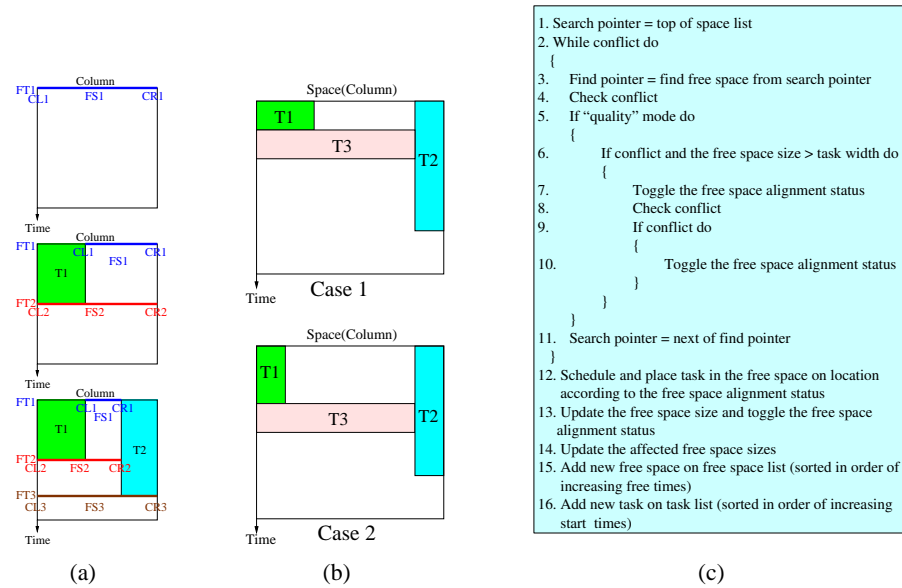 Column
FT1
CL1 FS1 CR1
Time
FT1
CL1 CR1
FS1
T1
FT2
CL2 FS2 CR2
Time
Column
FT1
CL1 CR1
FS1
T1
T2
FT2
CL2 FS2 CR2
FT3
CL3 FS3 CR3
Time
(a)
Space(Column)
T1
T3
T2
Time
Case 1
Space(Column)
T1
T2
T3
Time
Case 2
(b)
1. Search pointer = top of space list
2. While conflict do
{
3. Find pointer = find free space from search pointer
4. Check conflict
5. If “quality” mode do
{
6. If conflict and the free space size > task width do
{
7. Toggle the free space alignment status
8. Check conflict
9. If conflict do
{
10. Toggle the free space alignment status
}
}
}
11. Search pointer = next of find pointer
}
12. Schedule and place task in the free space on location
according to the free space alignment status
13. Update the free space size and toggle the free space
alignment status
14. Update the affected free space sizes
15. Add new free space on free space list (sorted in order of
increasing free times)
16. Add new task on task list (sorted in order of increasing
start times)
(c)